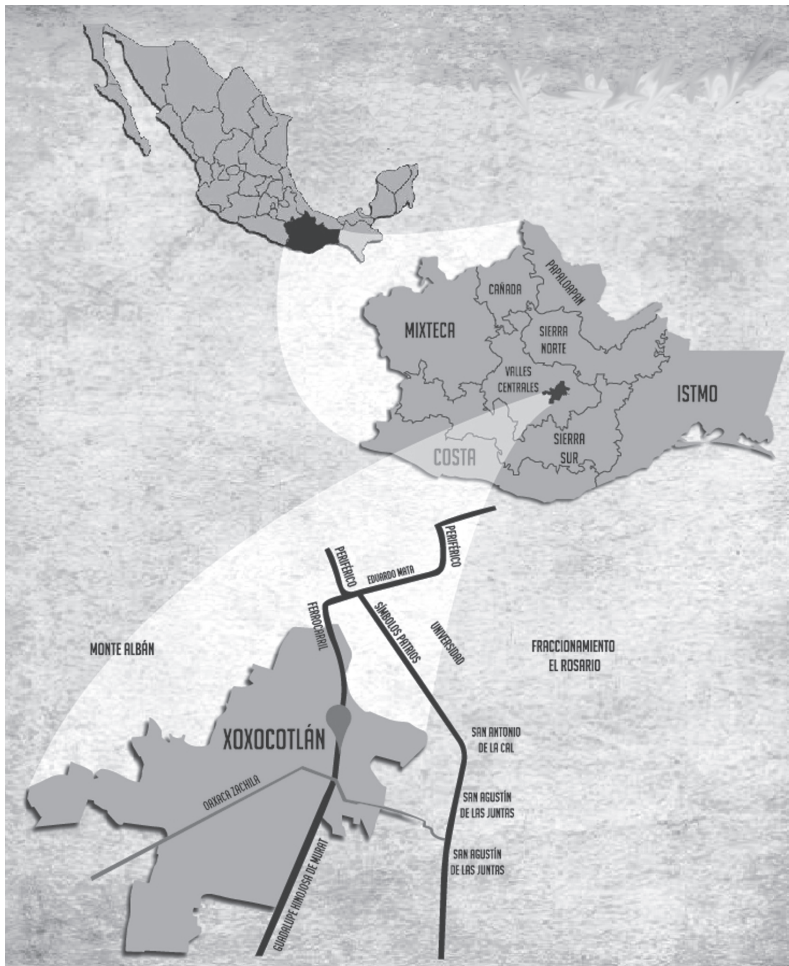 CAÑADA
PAPALOAPAN
MIXTECA
SIERRA
NORTE
VALLES
CENTRALES
ISTMO
SIERRA
SUR
COSTA
PERIFÉRICO
PERIFÉRICO
EDUARDO MATA
FERROCARRIL
SÍMBOLOS PATRIOS
UNIVERSIDAD
MONTE ALBÁN
FRACCIONAMIENTO
EL ROSARIO
XOXOCOTLÁN
SAN ANTONIO
DE LA CAL
OAXACA ZACHILA
SAN AGUSTÍN
DE LAS JUNTAS
SAN AGUSTÍN
DE LAS JUNTAS
GUADALUPE HINOJOSA DE MURAT